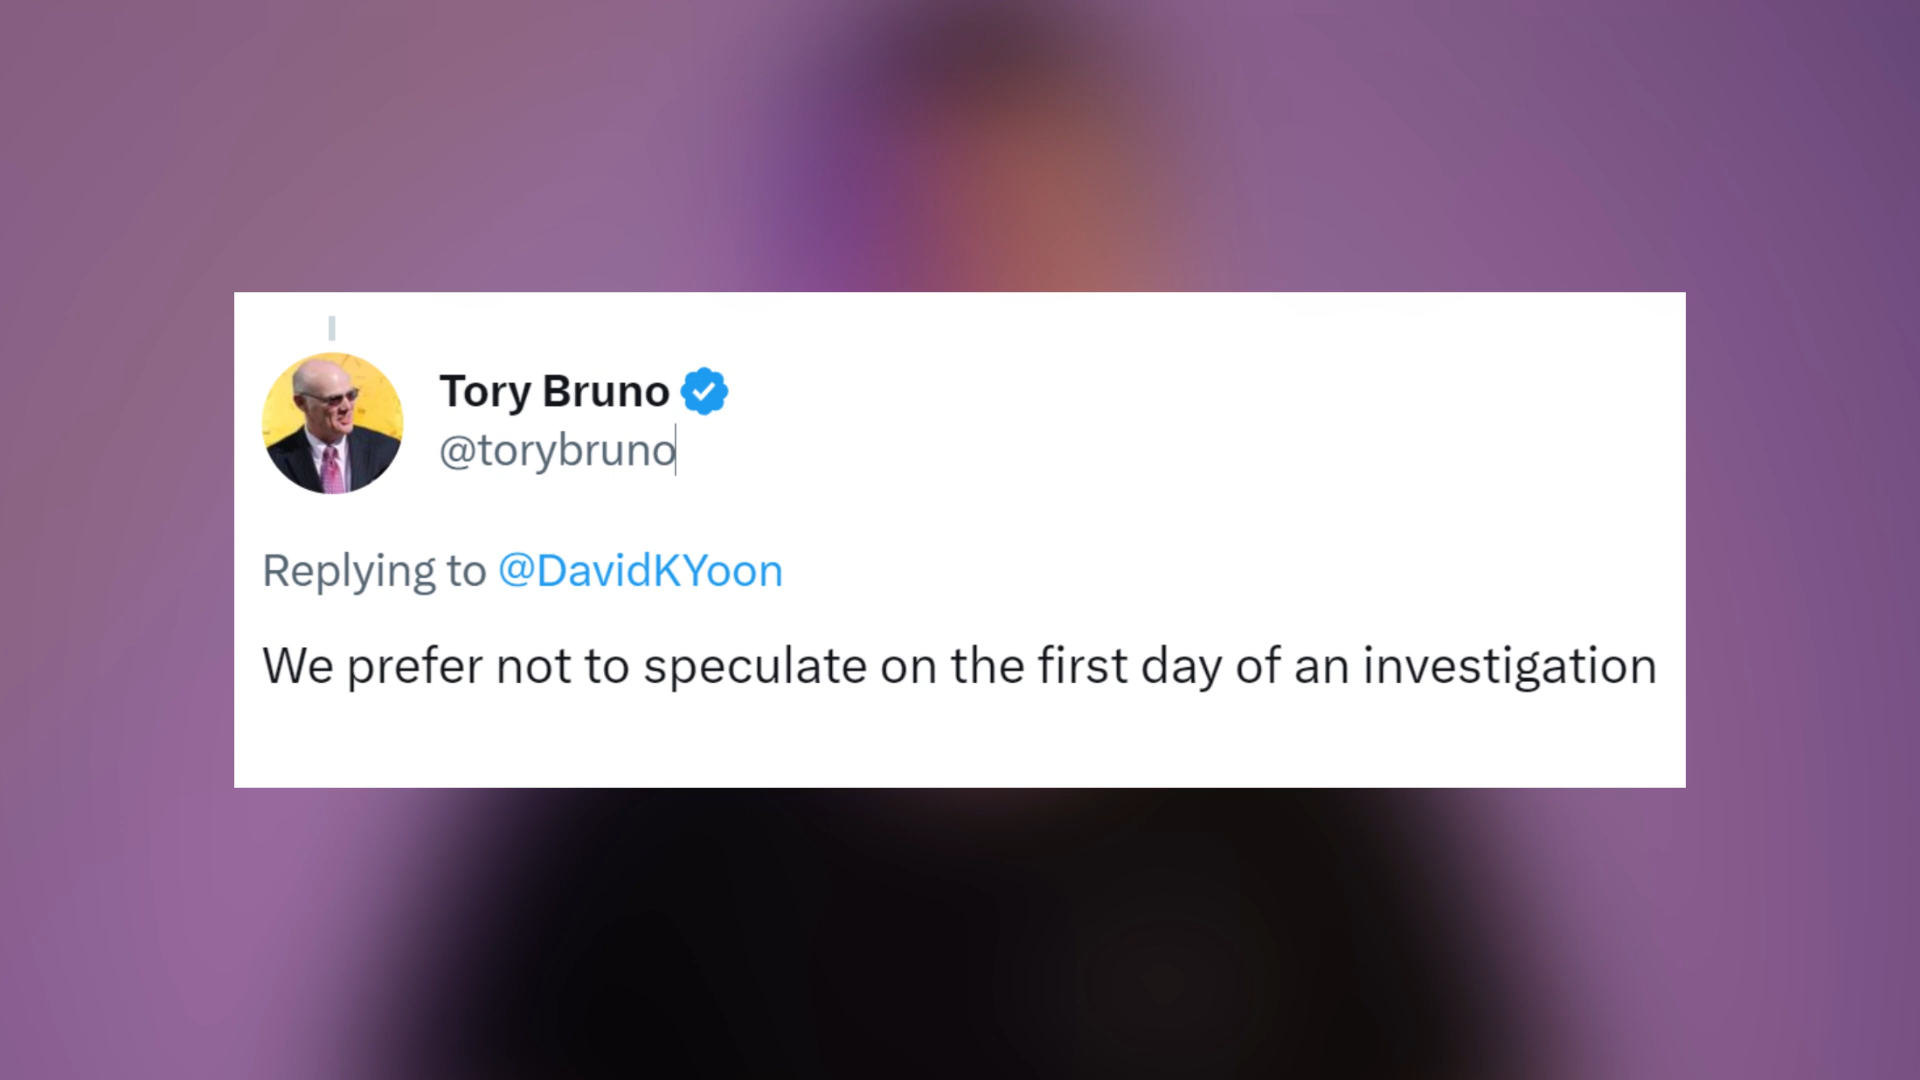 Tory Bruno
@torybruno
Replying to @DavidKYoon
We prefer not to speculate on the first day of an investigation